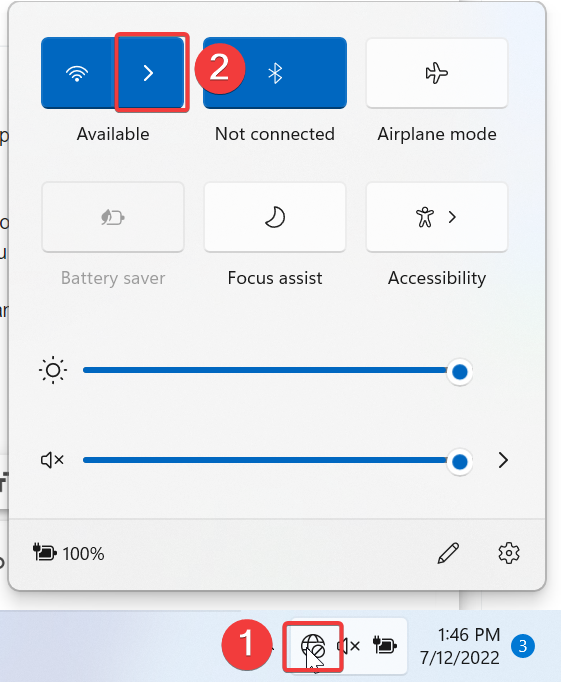 2
Available
Not connected
Airplane mode
Battery saver
Focus assist
Accessibility
100%
1
1:46 PM
7/12/2022
3